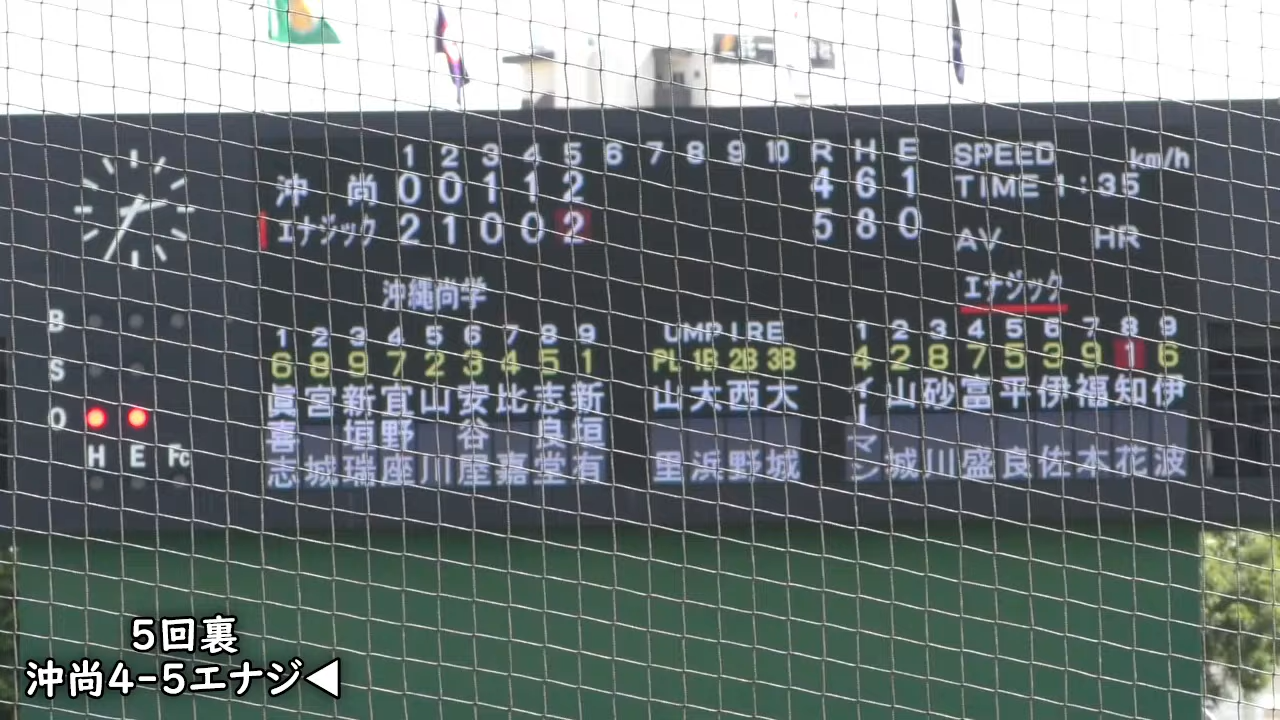 1 2 3 4 5 6 7 8 9 10 R H E SPEED km/h
沖 尚 0 0 1 1 2 4 6 1 TIME 1:35
エナジック 2 1 0 0 2 5 8 0
AV HR
沖縄尚学
1 2 3 4 5 6 7 8 9
6 8 9 7 2 3 4 5 1
眞喜志 宮城 新垣瑞 宜野座 山川 安谷屋 比嘉 志良堂 新垣有
UMPIRE
PL 1B 2B 3B
山里 大浜 西野 大城
エナジック
1 2 3 4 5 6 7 8 9
4 2 8 7 5 3 9 1 6
イーマン 山城 砂川 富盛 平良 伊佐 福本 知花 伊波
B
S
O
H E Fc
5回裏
沖尚4-5エナジ◀